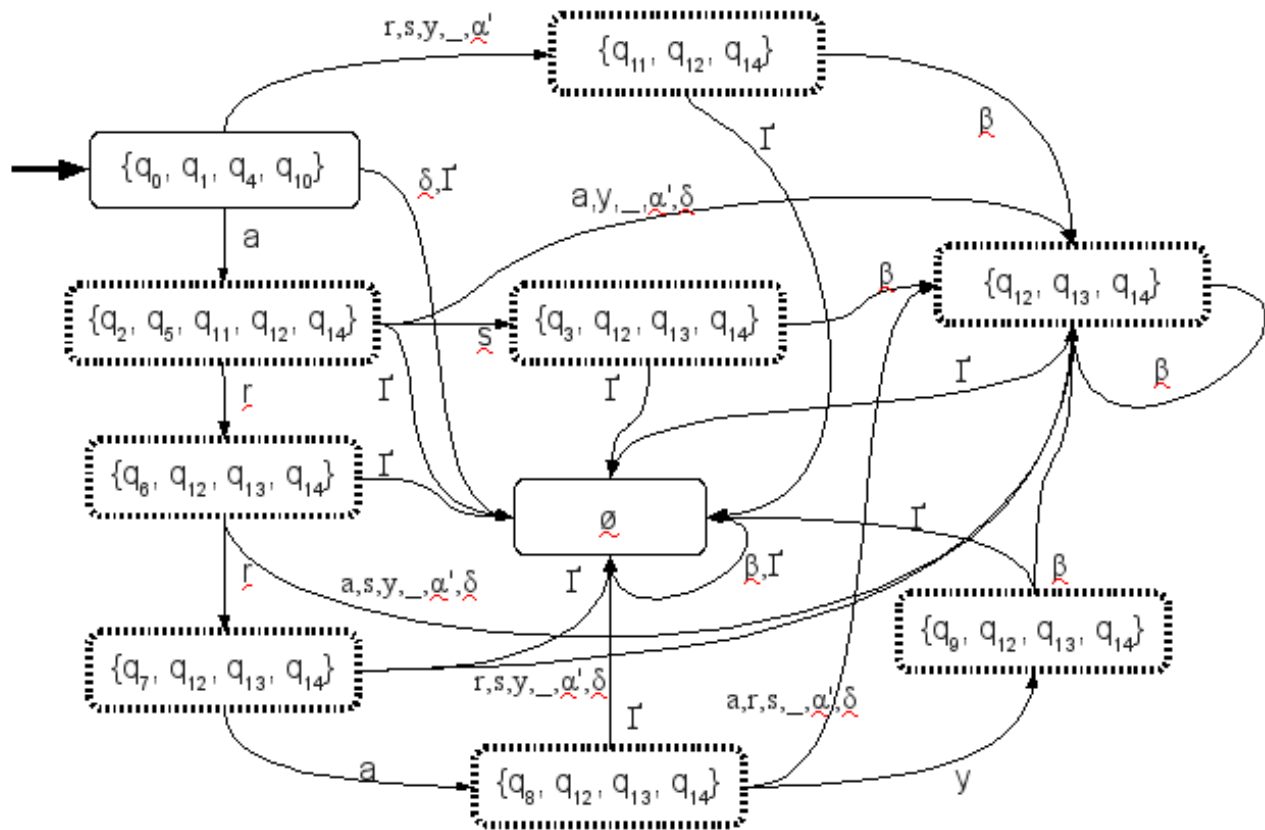 r,s,y,_,α'
{q₁₁, q₁₂, q₁₄}
β
Γ
{q₀, q₁, q₄, q₁₀}
δ,Γ
a,y,_,α',δ
a
{q₂, q₅, q₁₁, q₁₂, q₁₄}
s
{q₃, q₁₂, q₁₃, q₁₄}
β
{q₁₂, q₁₃, q₁₄}
β
r
Γ
Γ
Γ
{q₆, q₁₂, q₁₃, q₁₄}
Γ
ø
Γ
r
a,s,y,_,α',δ
Γ
β,Γ
β
{q₇, q₁₂, q₁₃, q₁₄}
{q₉, q₁₂, q₁₃, q₁₄}
r,s,y,_,α',δ
a,r,s,_,α',δ
Γ
a
{q₈, q₁₂, q₁₃, q₁₄}
y